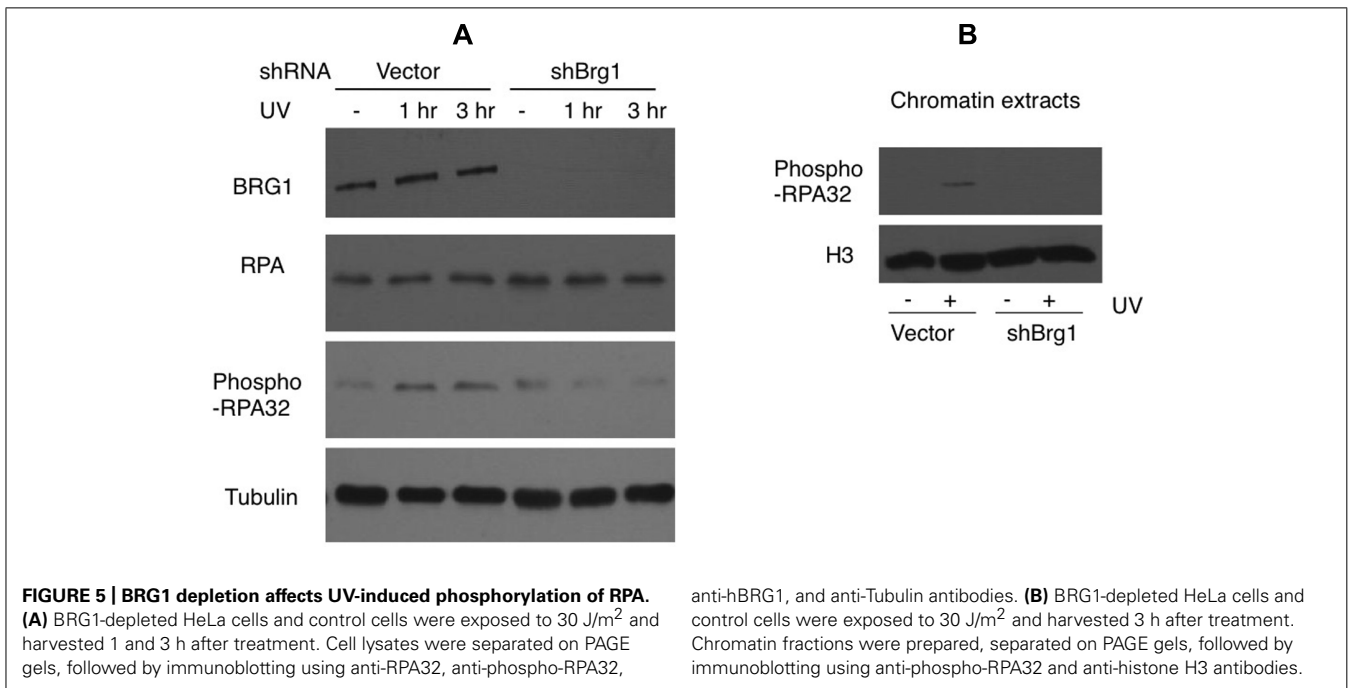 A
shRNA Vector shBrg1
UV - 1 hr 3 hr - 1 hr 3 hr
BRG1
RPA
Phospho
-RPA32
Tubulin
B
Chromatin extracts
Phospho
-RPA32
H3
- + - + UV
Vector shBrg1
FIGURE 5 | BRG1 depletion affects UV-induced phosphorylation of RPA.
(A) BRG1-depleted HeLa cells and control cells were exposed to 30 J/m² and
harvested 1 and 3 h after treatment. Cell lysates were separated on PAGE
gels, followed by immunoblotting using anti-RPA32, anti-phospho-RPA32,
anti-hBRG1, and anti-Tubulin antibodies. (B) BRG1-depleted HeLa cells and
control cells were exposed to 30 J/m² and harvested 3 h after treatment.
Chromatin fractions were prepared, separated on PAGE gels, followed by
immunoblotting using anti-phospho-RPA32 and anti-histone H3 antibodies.